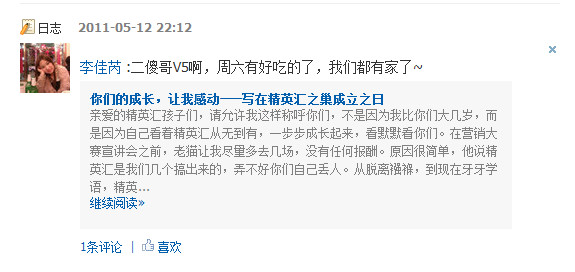 日志 2011-05-12 22:12
李佳芮 :二傻哥V5啊，周六有好吃的了，我们都有家了~
你们的成长，让我感动——写在精英汇之巢成立之日
亲爱的精英汇孩子们，请允许我这样称呼你们，不是因为我比你们大几岁，而
是因为自己看着精英汇从无到有，一步步成长起来，看默默看你们。在营销大
赛宣讲会之前，老猫让我尽量多去几场，没有任何报酬。原因很简单，他说精
英汇是我们几个搞出来的，弄不好你们自己丢人。从脱离襁褓，到现在牙牙学
语，精英...
继续阅读»
1条评论 | 喜欢